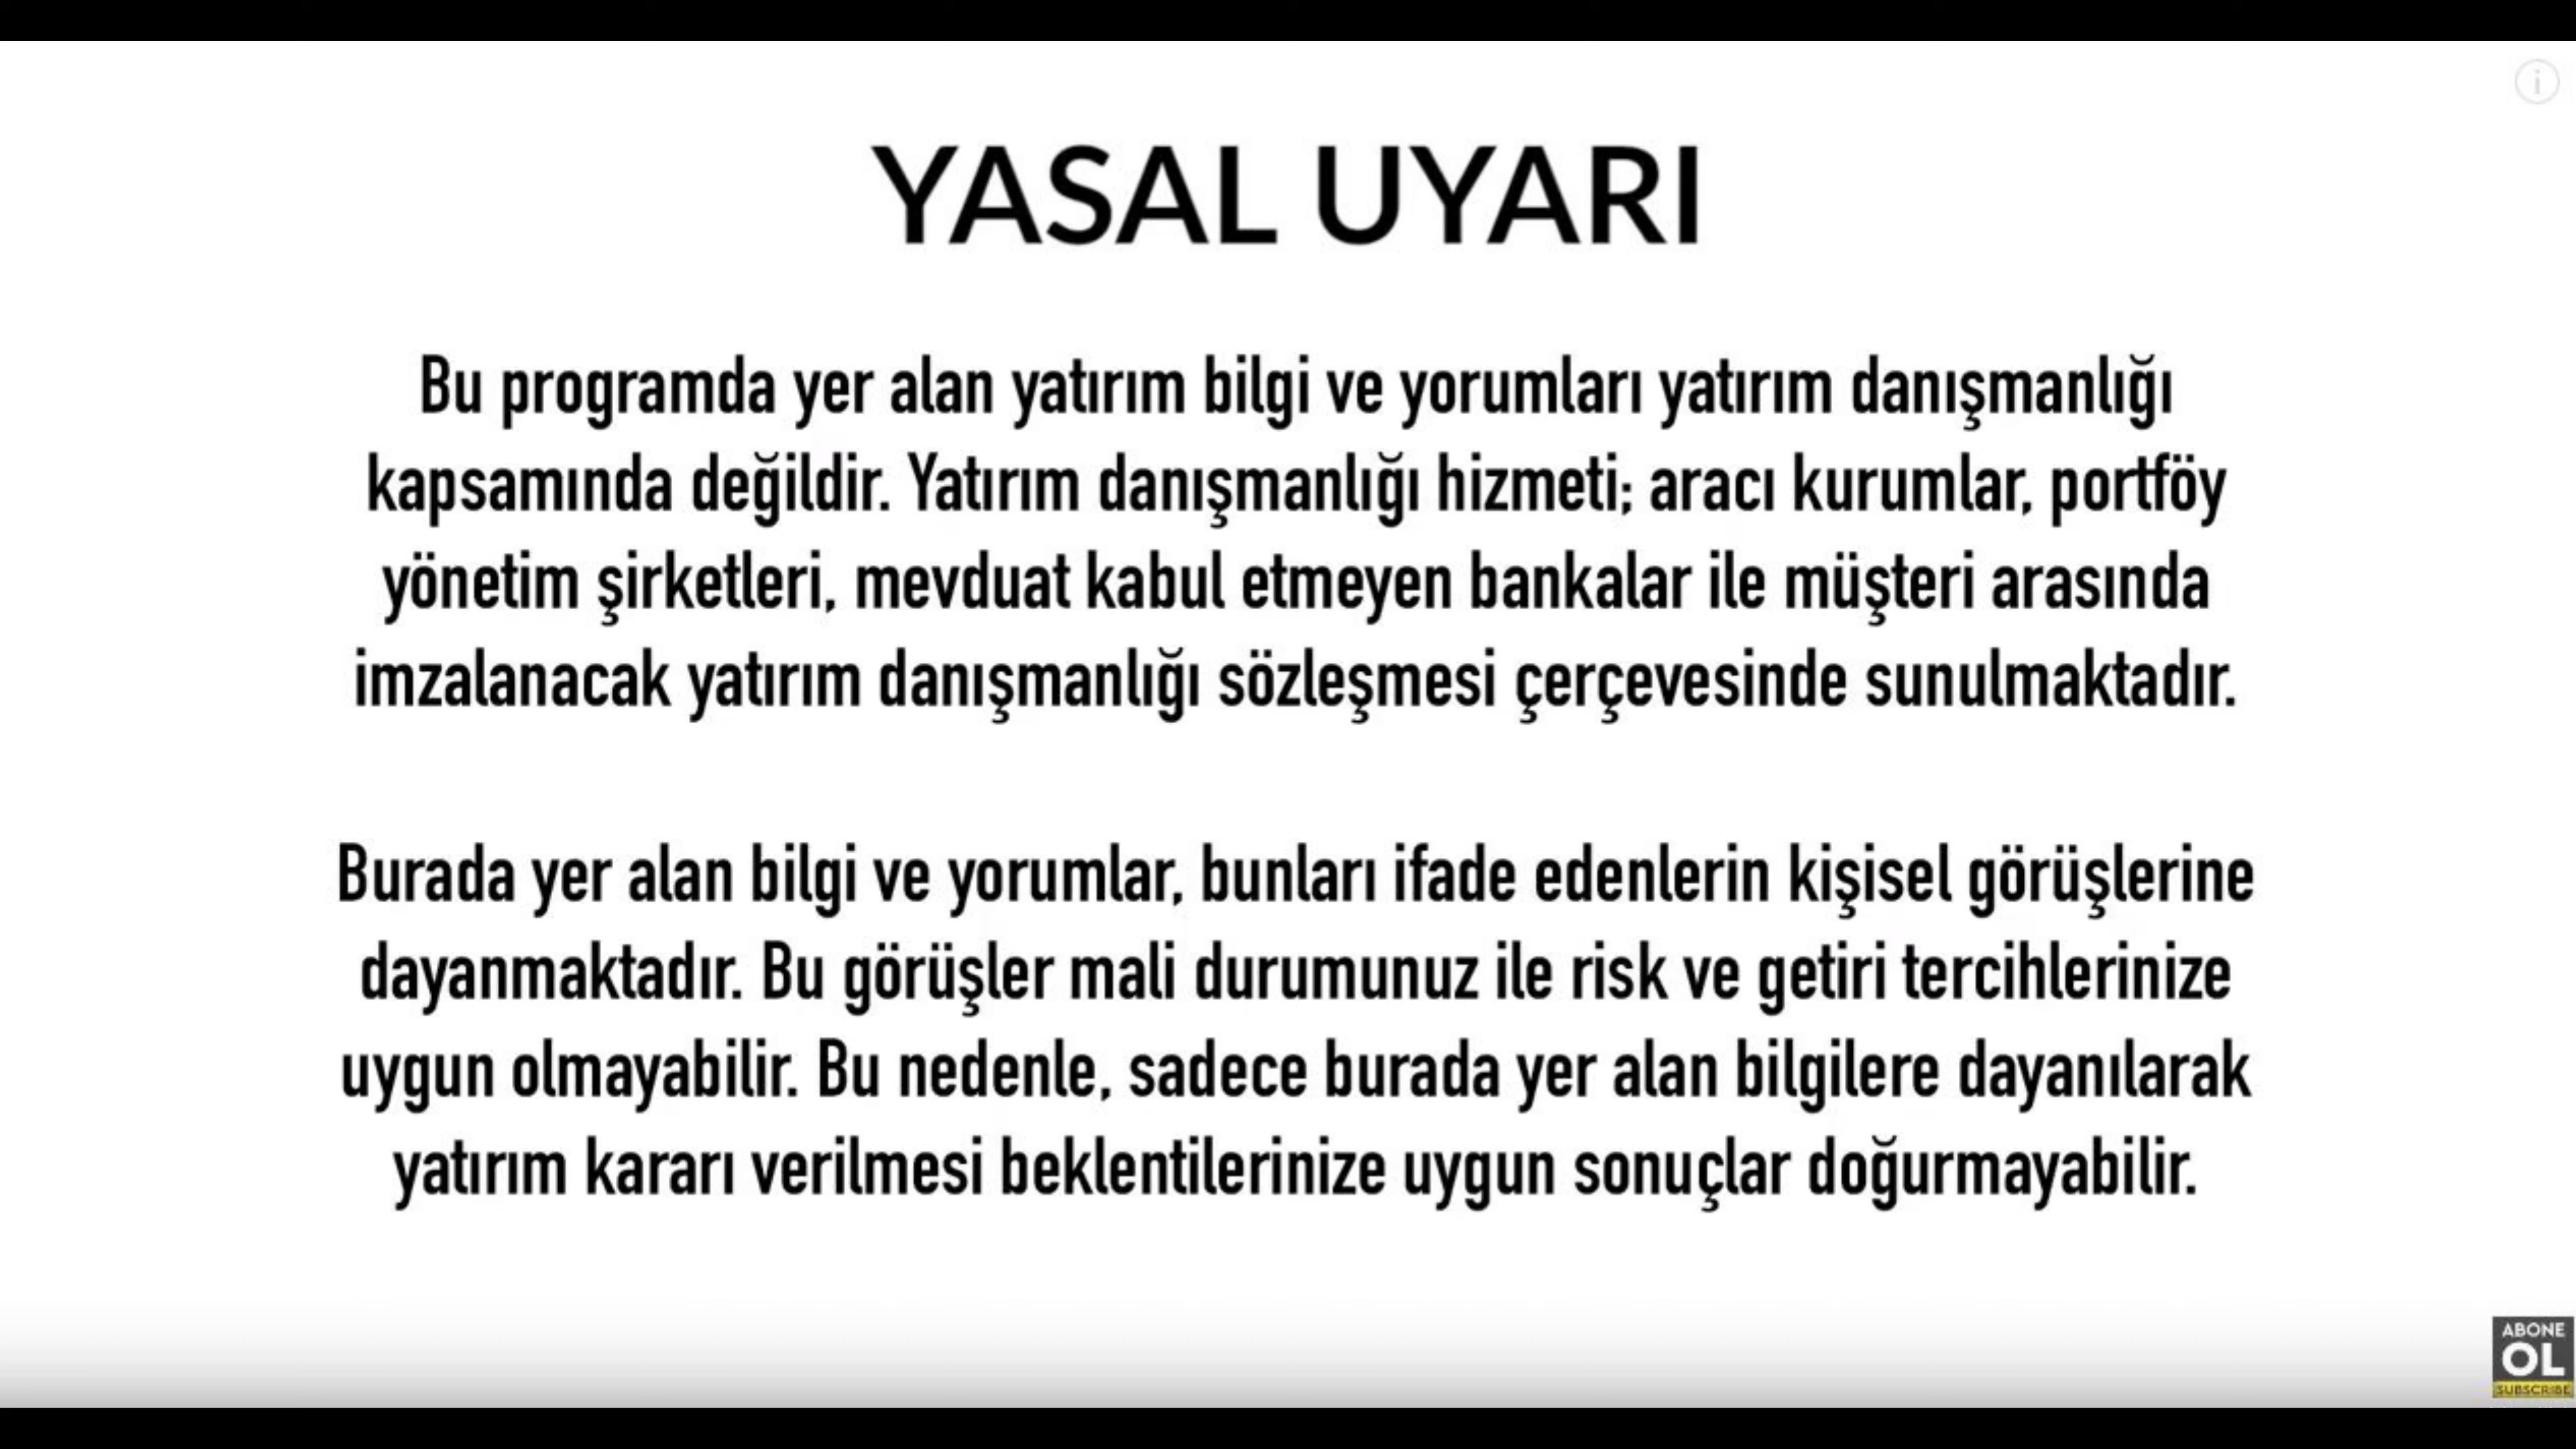 YASAL UYARI
Bu programda yer alan yatırım bilgi ve yorumları yatırım danışmanlığı
kapsamında değildir. Yatırım danışmanlığı hizmeti; aracı kurumlar, portföy
yönetim şirketleri, mevduat kabul etmeyen bankalar ile müşteri arasında
imzalanacak yatırım danışmanlığı sözleşmesi çerçevesinde sunulmaktadır.
Burada yer alan bilgi ve yorumlar, bunları ifade edenlerin kişisel görüşlerine
dayanmaktadır. Bu görüşler mali durumunuz ile risk ve getiri tercihlerinize
uygun olmayabilir. Bu nedenle, sadece burada yer alan bilgilere dayanılarak
yatırım kararı verilmesi beklentilerinize uygun sonuçlar doğurmayabilir.
ABONE
OL
SUBSCRIBE